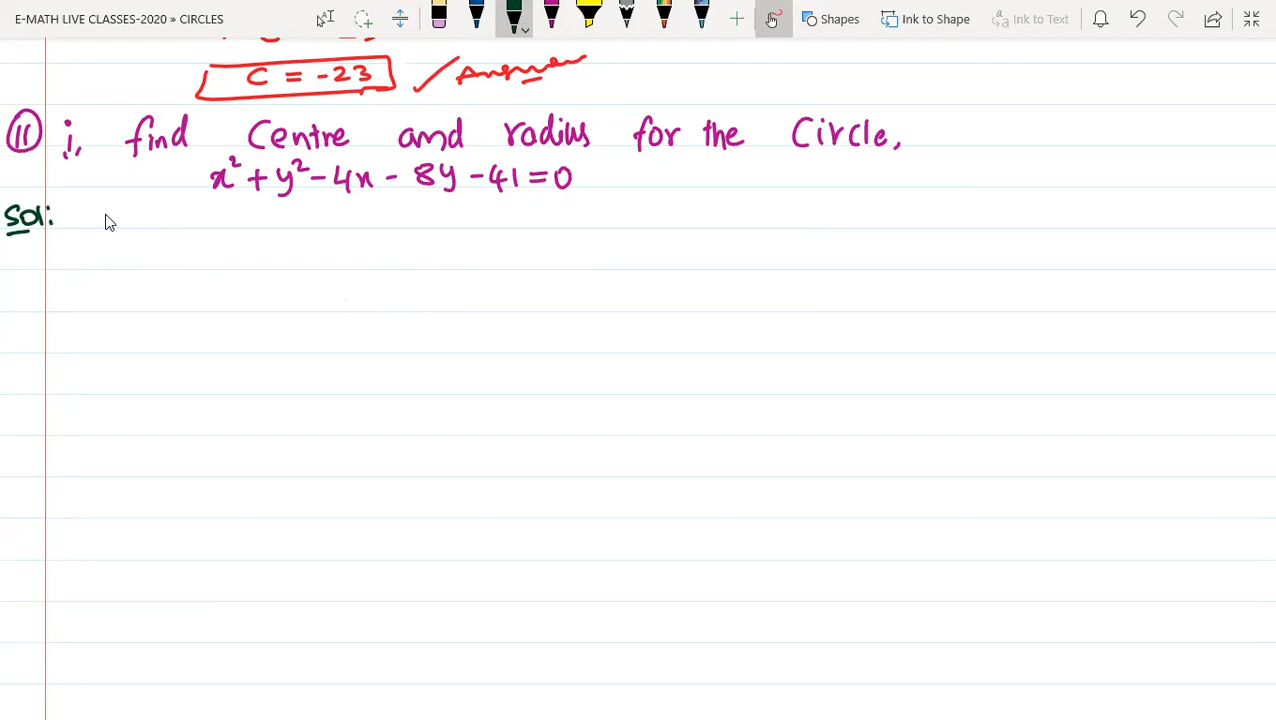 E-MATH LIVE CLASSES-2020 » CIRCLES
Shapes
Ink to Shape
Ink to Text
C = -23 ✓ Answer
⑪ i, find Centre and radius for the Circle,
x² + y² - 4x - 8y - 41 = 0
Sol: